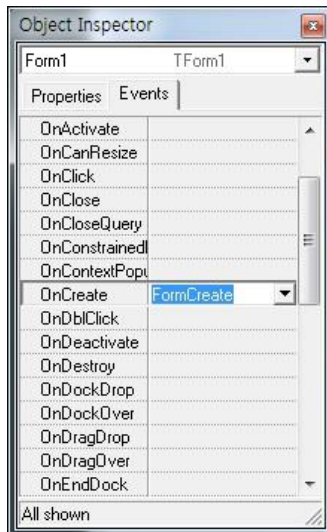 Object Inspector
Form1 TForm1
Properties Events
OnActivate
OnCanResize
OnClick
OnClose
OnCloseQuery
OnConstrainedI
OnContextPopu
OnCreate FormCreate
OnDblClick
OnDeactivate
OnDestroy
OnDockDrop
OnDockOver
OnDragDrop
OnDragOver
OnEndDock
All shown